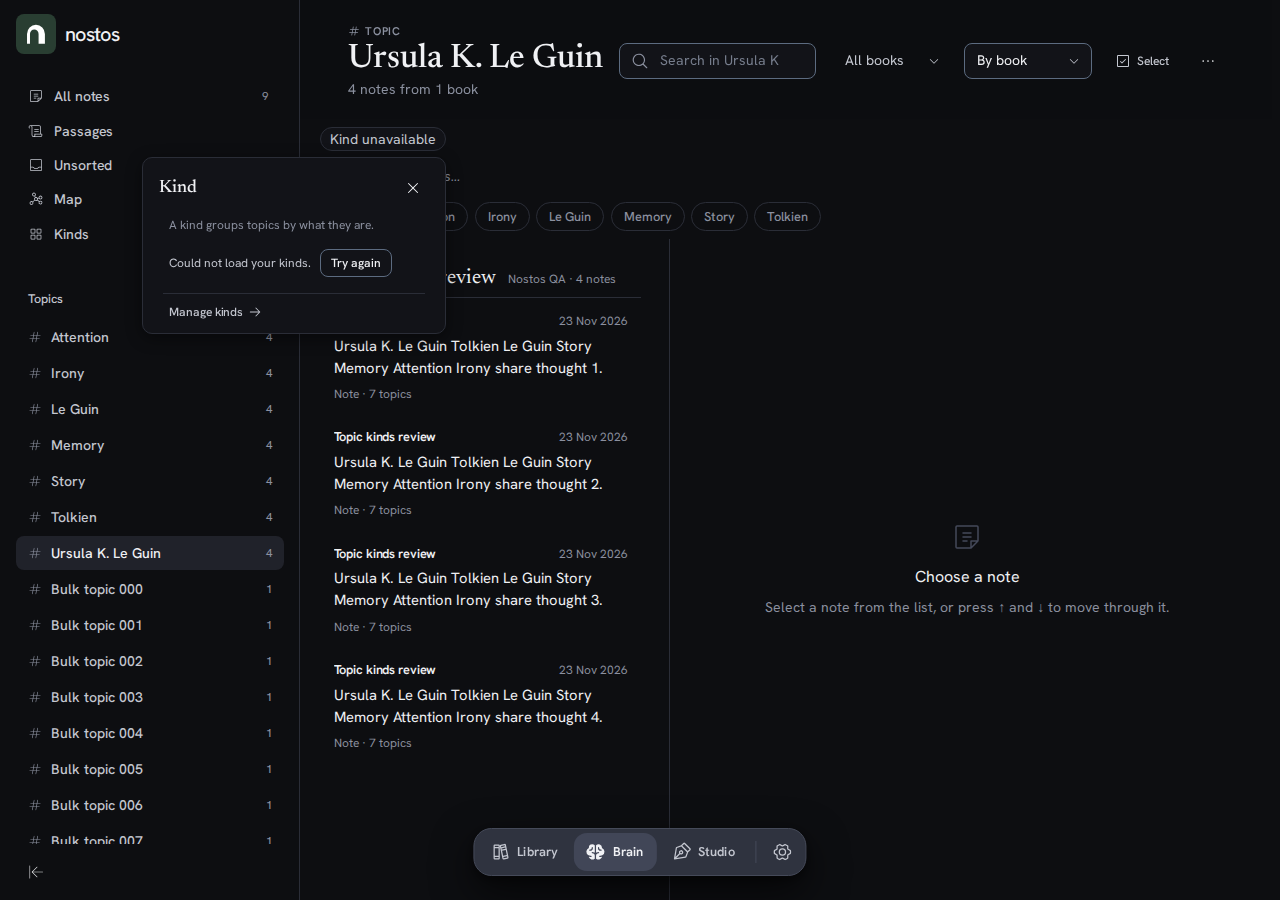 nostos
All notes 9
Passages
Unsorted
Map
Kinds
Topics
# Attention 4
# Irony 4
# Le Guin 4
# Memory 4
# Story 4
# Tolkien 4
# Ursula K. Le Guin 4
# Bulk topic 000 1
# Bulk topic 001 1
# Bulk topic 002 1
# Bulk topic 003 1
# Bulk topic 004 1
# Bulk topic 005 1
# Bulk topic 006 1
# Bulk topic 007 1
# TOPIC
Ursula K. Le Guin
4 notes from 1 book
Search in Ursula K
All books
By book
Select
...
Kind unavailable
Kind
A kind groups topics by what they are.
Could not load your kinds. Try again
Manage kinds →
s...
on Irony Le Guin Memory Story Tolkien
review Nostos QA · 4 notes
23 Nov 2026
Ursula K. Le Guin Tolkien Le Guin Story
Memory Attention Irony share thought 1.
Note · 7 topics
Topic kinds review 23 Nov 2026
Ursula K. Le Guin Tolkien Le Guin Story
Memory Attention Irony share thought 2.
Note · 7 topics
Topic kinds review 23 Nov 2026
Ursula K. Le Guin Tolkien Le Guin Story
Memory Attention Irony share thought 3.
Note · 7 topics
Topic kinds review 23 Nov 2026
Ursula K. Le Guin Tolkien Le Guin Story
Memory Attention Irony share thought 4.
Note · 7 topics
Choose a note
Select a note from the list, or press ↑ and ↓ to move through it.
Library Brain Studio